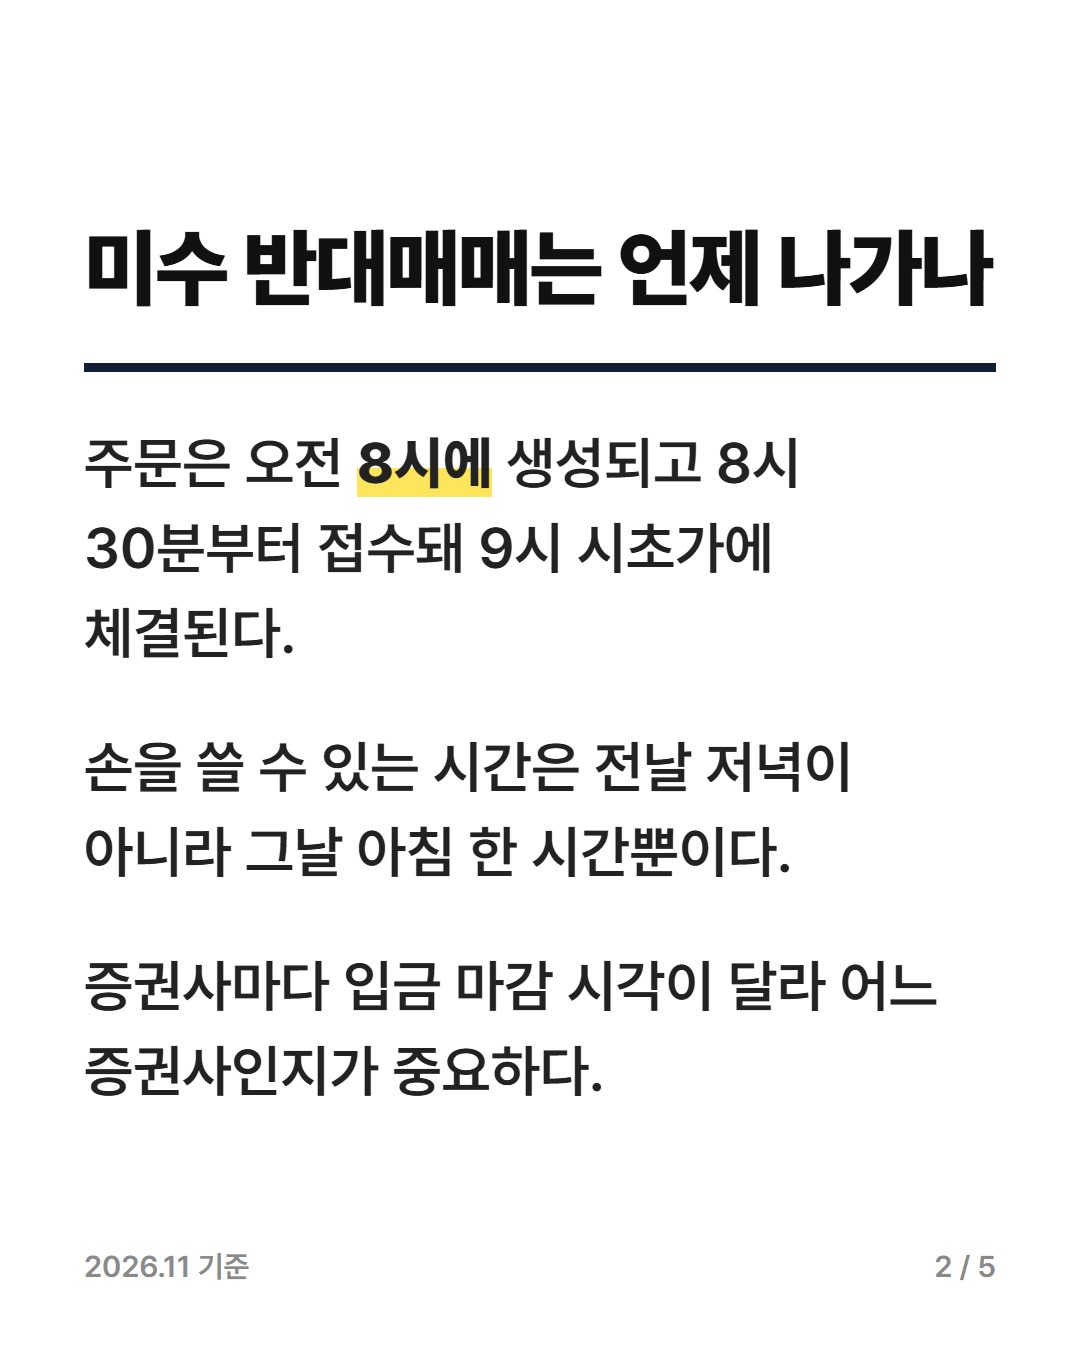 미수 반대매매는 언제 나가나
주문은 오전 8시에 생성되고 8시
30분부터 접수돼 9시 시초가에
체결된다.
손을 쓸 수 있는 시간은 전날 저녁이
아니라 그날 아침 한 시간뿐이다.
증권사마다 입금 마감 시각이 달라 어느
증권사인지가 중요하다.
2026.11 기준
2 / 5